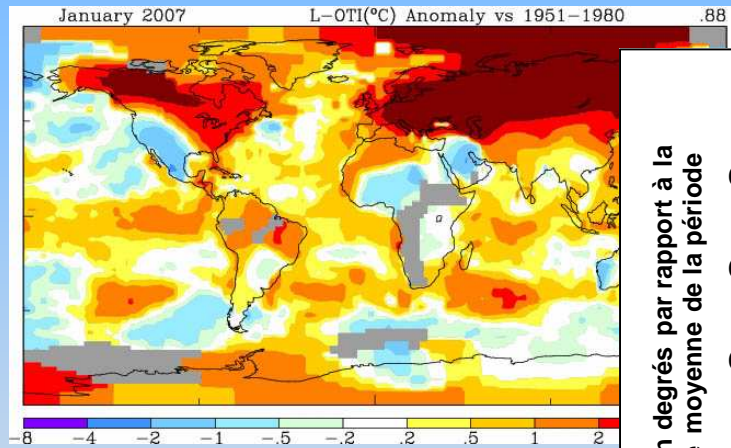 January 2007 L-OTI(°C) Anomaly vs 1951-1980 .88
-8 -4 -2 -1 -.5 -.2 .2 .5 1 2
n degrés par rapport à la
moyenne de la période